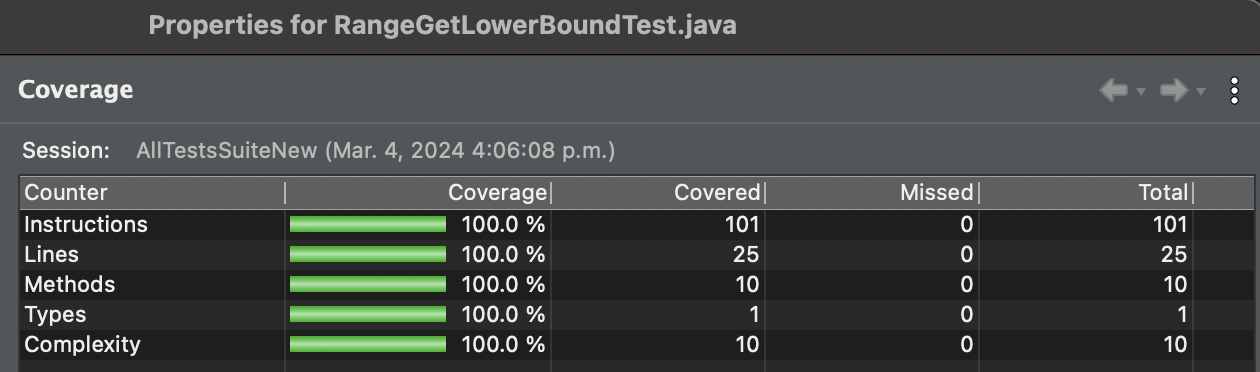 Properties for RangeGetLowerBoundTest.java
Coverage
Session: AllTestsSuiteNew (Mar. 4, 2024 4:06:08 p.m.)
Counter Coverage Covered Missed Total
Instructions 100.0 % 101 0 101
Lines 100.0 % 25 0 25
Methods 100.0 % 10 0 10
Types 100.0 % 1 0 1
Complexity 100.0 % 10 0 10